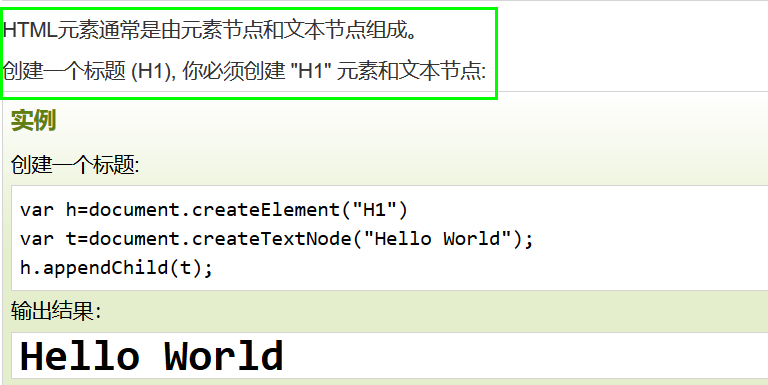 HTML元素通常是由元素节点和文本节点组成。
创建一个标题 (H1), 你必须创建 "H1" 元素和文本节点:
实例
创建一个标题:
var h=document.createElement("H1")
var t=document.createTextNode("Hello World");
h.appendChild(t);
输出结果：
Hello World